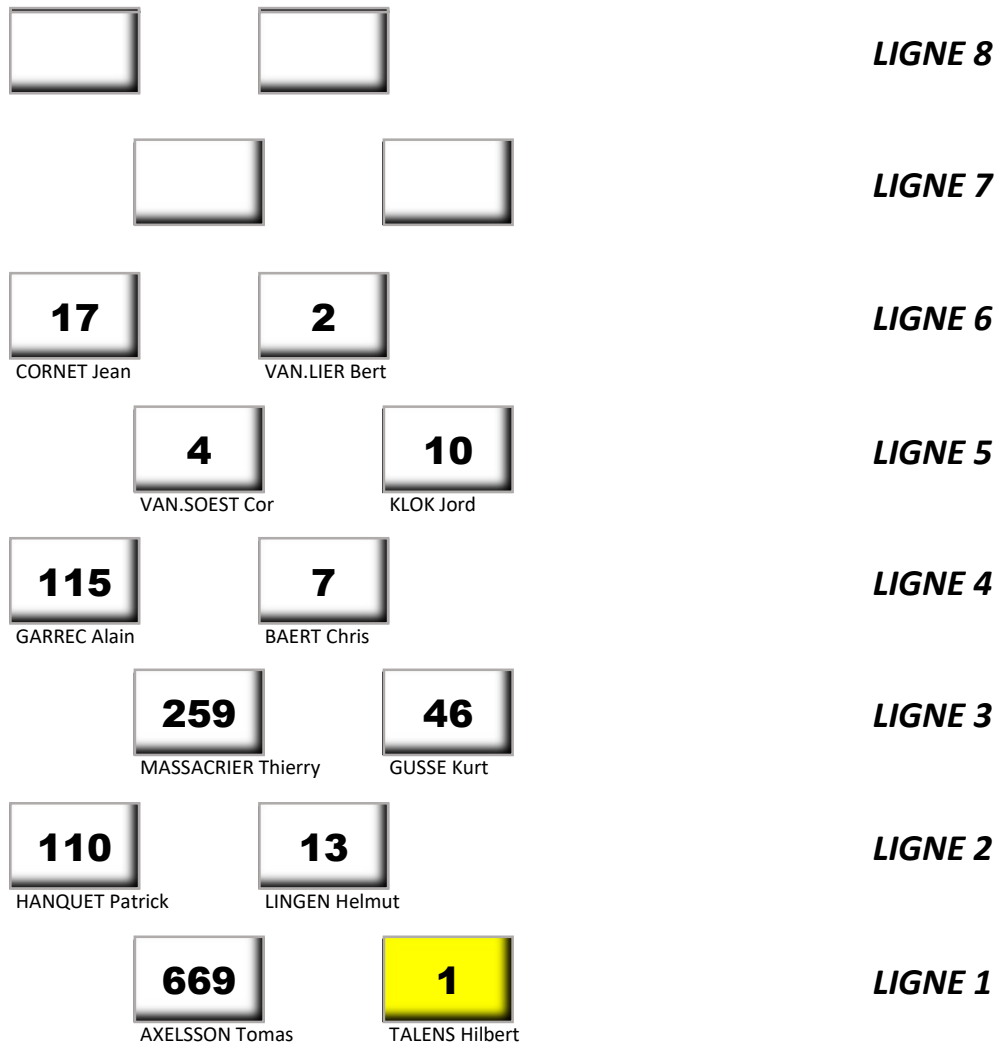 LIGNE 8
LIGNE 7
17 2 LIGNE 6
CORNET Jean VAN.LIER Bert
4 10 LIGNE 5
VAN.SOEST Cor KLOK Jord
115 7 LIGNE 4
GARREC Alain BAERT Chris
259 46 LIGNE 3
MASSACRIER Thierry GUSSE Kurt
110 13 LIGNE 2
HANQUET Patrick LINGEN Helmut
669 1 LIGNE 1
AXELSSON Tomas TALENS Hilbert